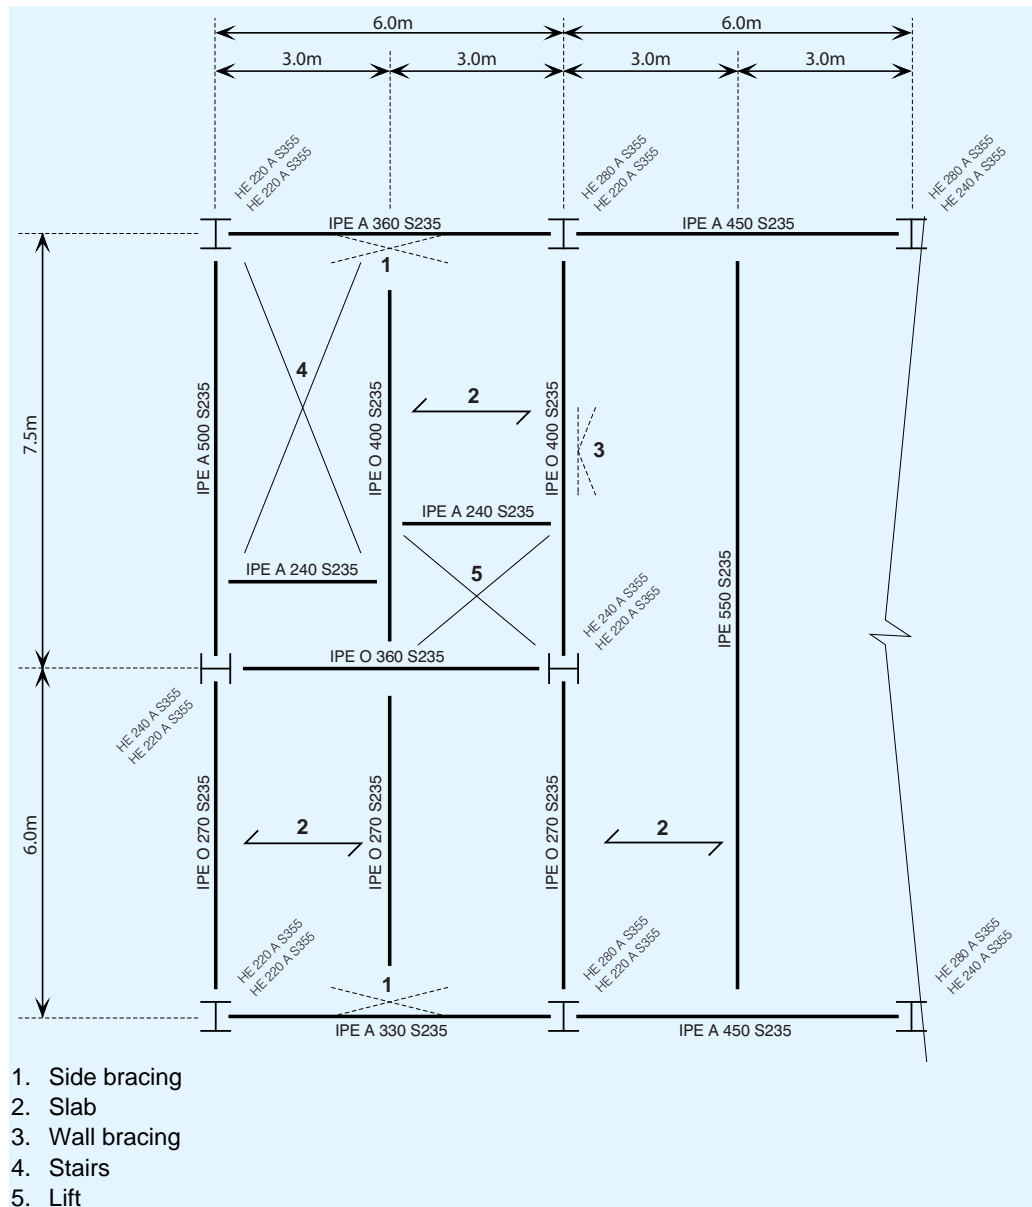 6.0m
6.0m
3.0m
3.0m
3.0m
3.0m
HE 220 A S355
HE 220 A S355
HE 280 A S355
HE 220 A S355
HE 280 A S355
HE 240 A S355
IPE A 360 S235
IPE A 450 S235
1
4
2
3
7.5m
IPE A 500 S235
IPE O 400 S235
IPE O 400 S235
IPE A 240 S235
IPE A 240 S235
5
IPE 550 S235
HE 240 A S355
HE 220 A S355
IPE O 360 S235
HE 240 A S355
HE 220 A S355
6.0m
IPE O 270 S235
IPE O 270 S235
IPE O 270 S235
2
2
HE 220 A S355
HE 220 A S355
HE 280 A S355
HE 220 A S355
HE 280 A S355
HE 240 A S355
1
IPE A 330 S235
IPE A 450 S235
1. Side bracing
2. Slab
3. Wall bracing
4. Stairs
5. Lift